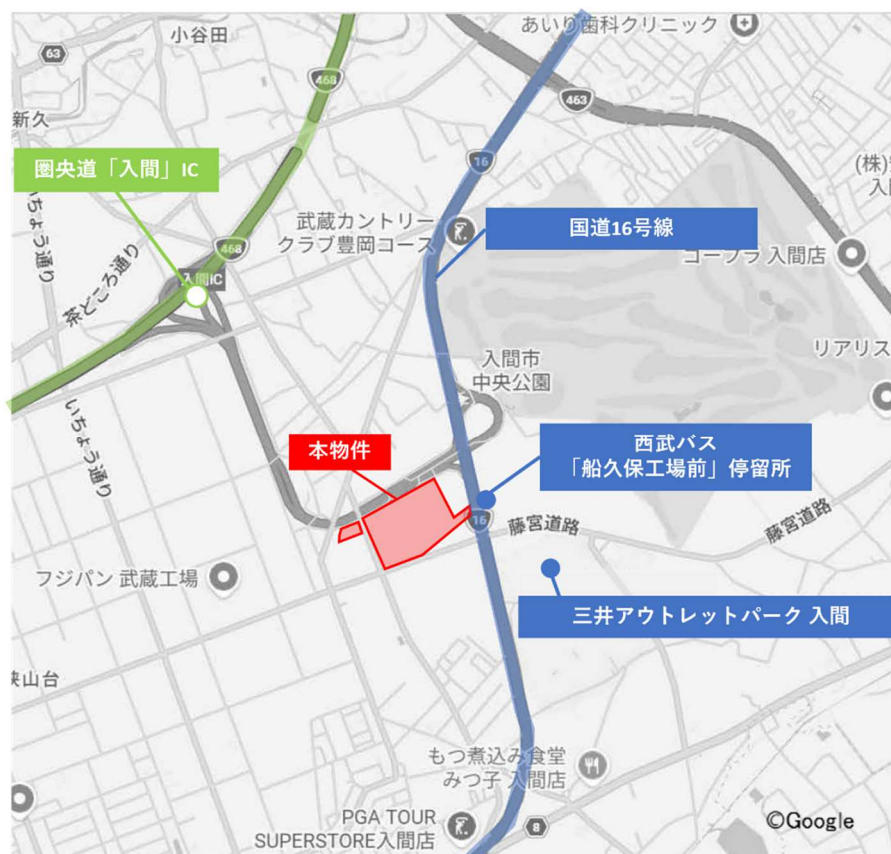 あいり歯科クリニック
小谷田
63
468
463
新久
16
圏央道「入間」IC
(株)
いちょう通り
武蔵カントリー
クラブ豊岡コース
国道16号線
468
コープラ 入間店
入間IC
茶どころ通り
入間市
中央公園
リアリス
いちょう通り
本物件
西武バス
「船久保工場前」停留所
16
藤宮道路
藤宮道路
フジパン 武蔵工場
三井アウトレットパーク 入間
狭山台
もつ煮込み食堂
みつ子 入間店
PGA TOUR
SUPERSTORE入間店
8
©Google